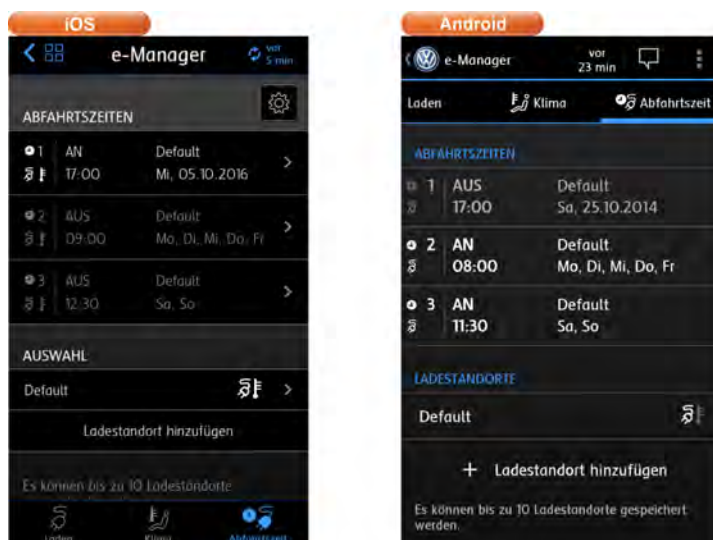 iOS
e-Manager
vor
5 min
ABFAHRTSZEITEN
1 AN Default
17:00 Mi, 05.10.2016
2 AUS Default
09:00 Mo, Di, Mi, Do, Fr
3 AUS Default
12:30 Sa, So
AUSWAHL
Default
Ladestandort hinzufügen
Es können bis zu 10 Ladestandorte
Laden Klima Abfahrtszeit
Android
e-Manager
vor
23 min
Laden Klima Abfahrtszeit
ABFAHRTSZEITEN
1 AUS Default
17:00 Sa, 25.10.2014
2 AN Default
08:00 Mo, Di, Mi, Do, Fr
3 AN Default
11:30 Sa, So
LADESTANDORTE
Default
+ Ladestandort hinzufügen
Es können bis zu 10 Ladestandorte gespeichert
werden.